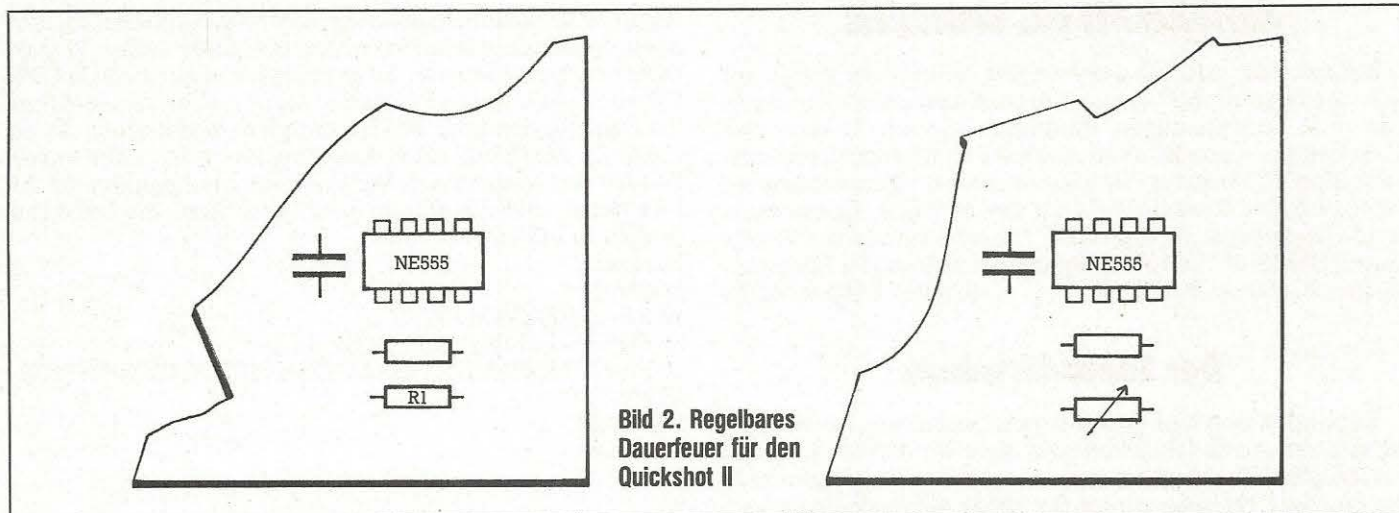 NE555
R1
Bild 2. Regelbares
Dauerfeuer für den
Quickshot II
NE555